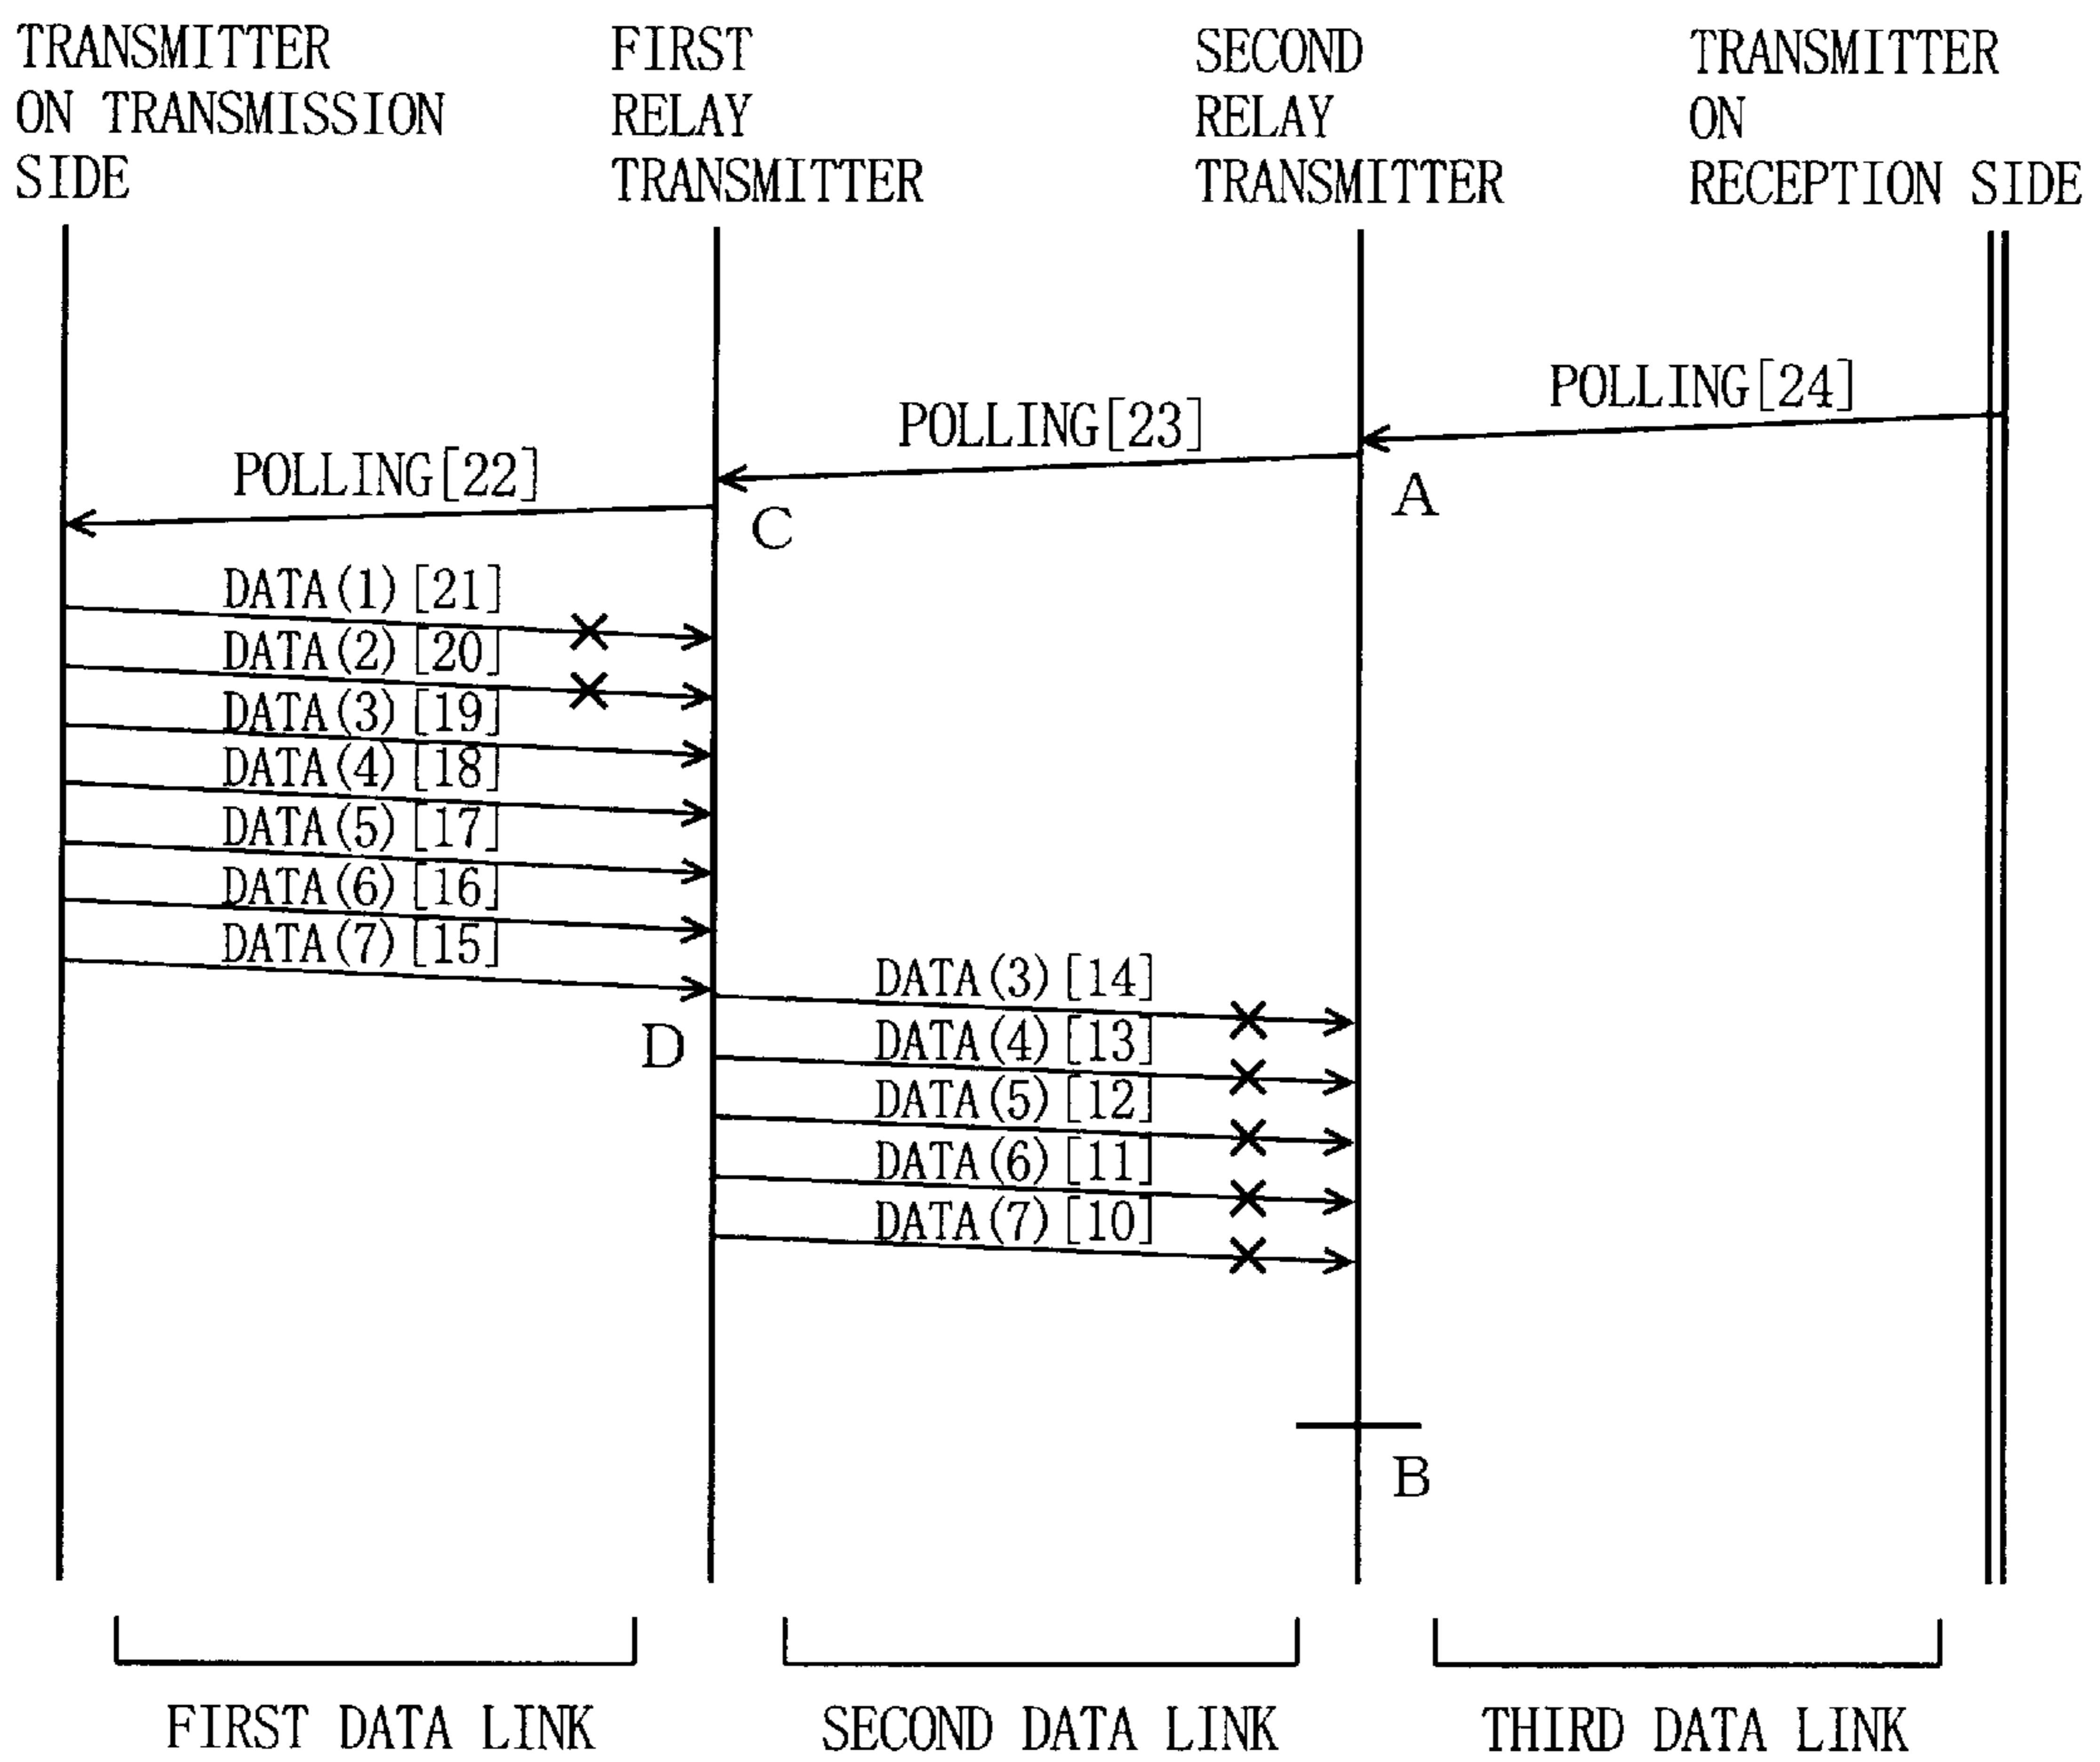 TRANSMITTER
ON TRANSMISSION
SIDE
FIRST
RELAY
TRANSMITTER
SECOND
RELAY
TRANSMITTER
TRANSMITTER
ON
RECEPTION SIDE
POLLING[24]
POLLING[23]
POLLING[22]
A
C
DATA(1)[21]
DATA(2)[20]
DATA(3)[19]
DATA(4)[18]
DATA(5)[17]
DATA(6)[16]
DATA(7)[15]
DATA(3)[14]
D
DATA(4)[13]
DATA(5)[12]
DATA(6)[11]
DATA(7)[10]
B
FIRST DATA LINK
SECOND DATA LINK
THIRD DATA LINK